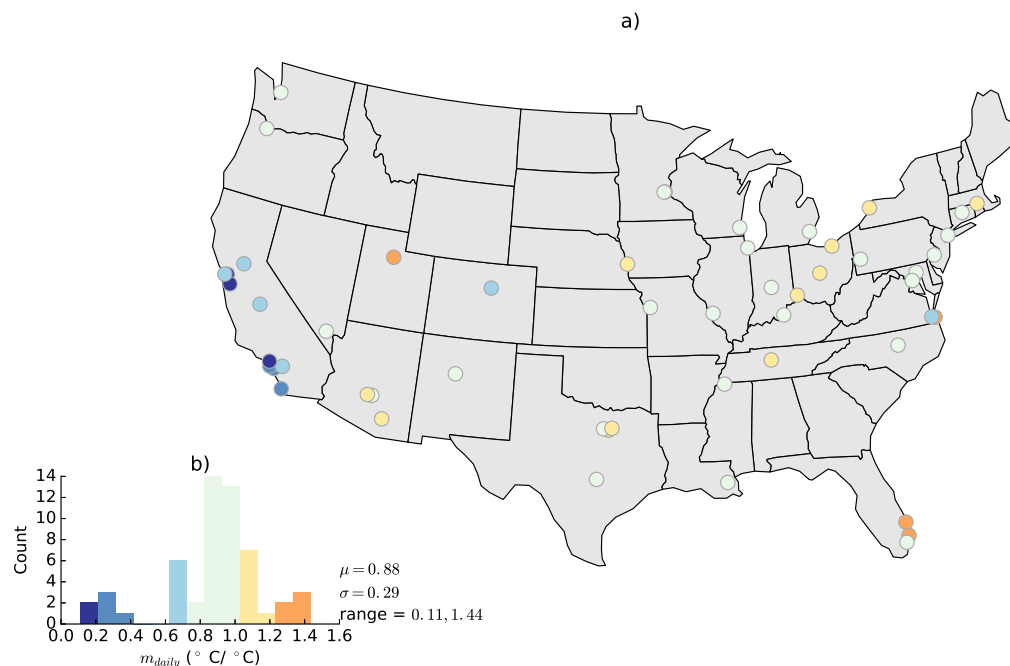 a)
b)
14
12
10
8
6
4
2
0
Count
0.0 0.2 0.4 0.6 0.8 1.0 1.2 1.4 1.6
m_daily (° C/ °C)
μ = 0.88
σ = 0.29
range = 0.11, 1.44